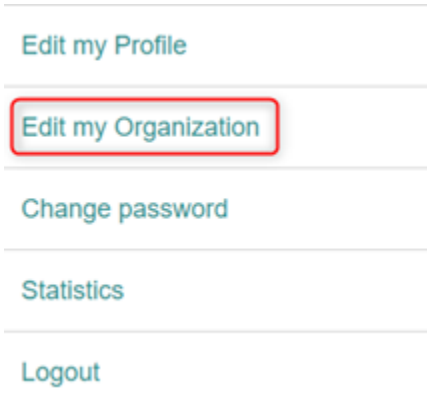 Edit my Profile
Edit my Organization
Change password
Statistics
Logout